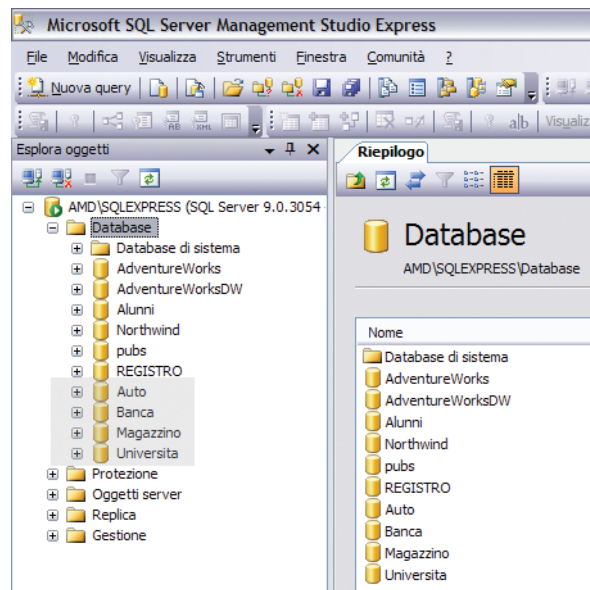 Microsoft SQL Server Management Studio Express
File Modifica Visualizza Strumenti Finestra Comunità ?
Nuova query
a|b
Esplora oggetti
AMD\SQLEXPRESS (SQL Server 9.0.3054 -
Database
Database di sistema
AdventureWorks
AdventureWorksDW
Alunni
Northwind
pubs
REGISTRO
Auto
Banca
Magazzino
Universita
Protezione
Oggetti server
Replica
Gestione
Riepilogo
Database
AMD\SQLEXPRESS\Database
Nome
Database di sistema
AdventureWorks
AdventureWorksDW
Alunni
Northwind
pubs
REGISTRO
Auto
Banca
Magazzino
Universita